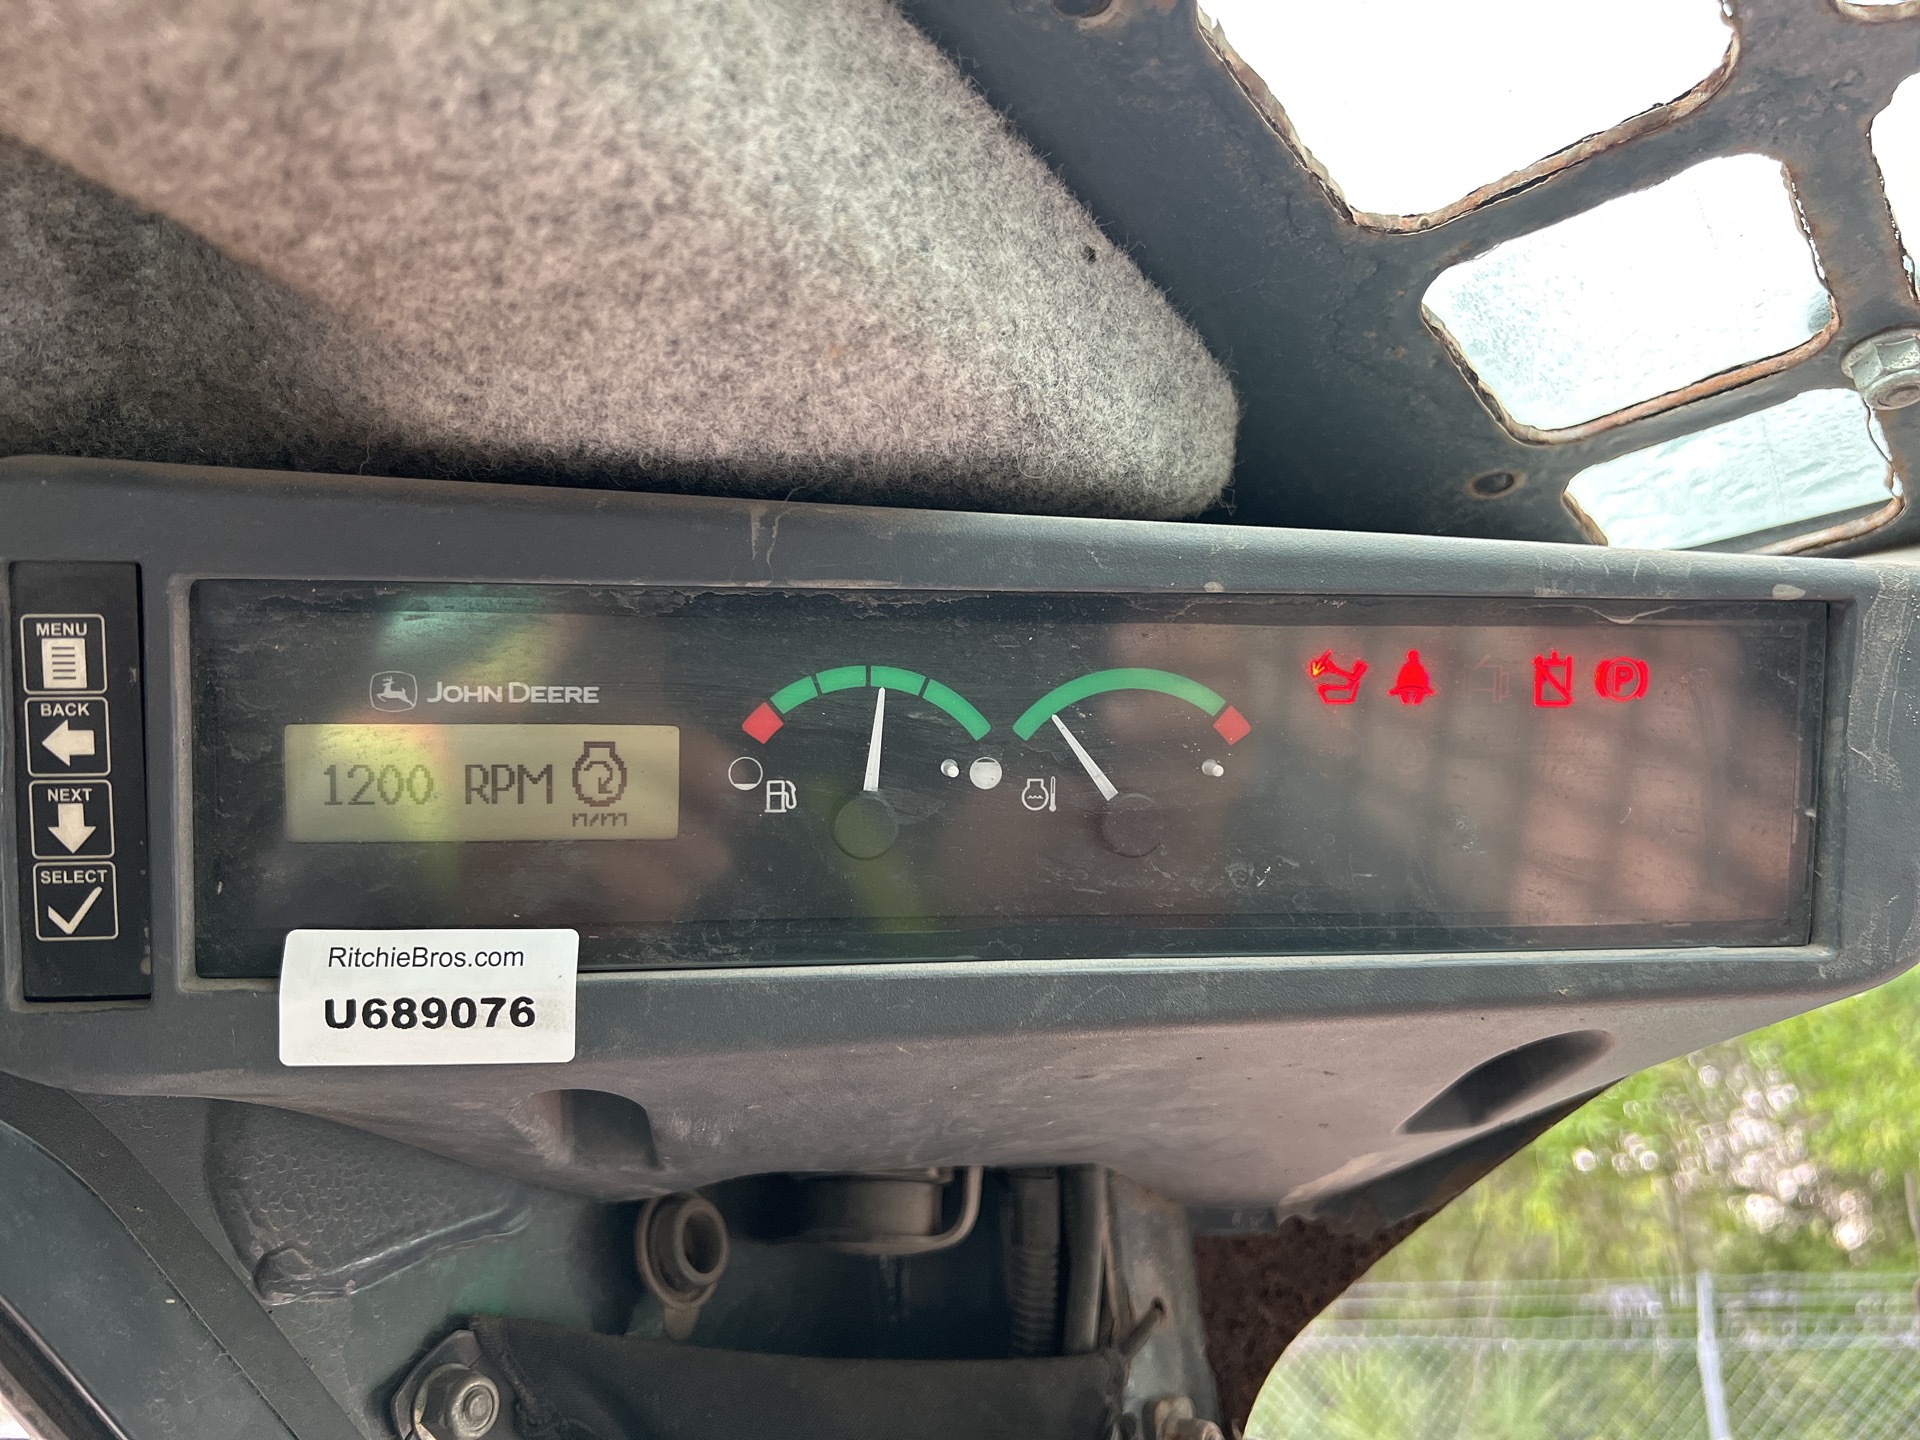 MENU
BACK
NEXT
SELECT
JOHN DEERE
1200 RPM
n/m
P
RitchieBros.com
U689076